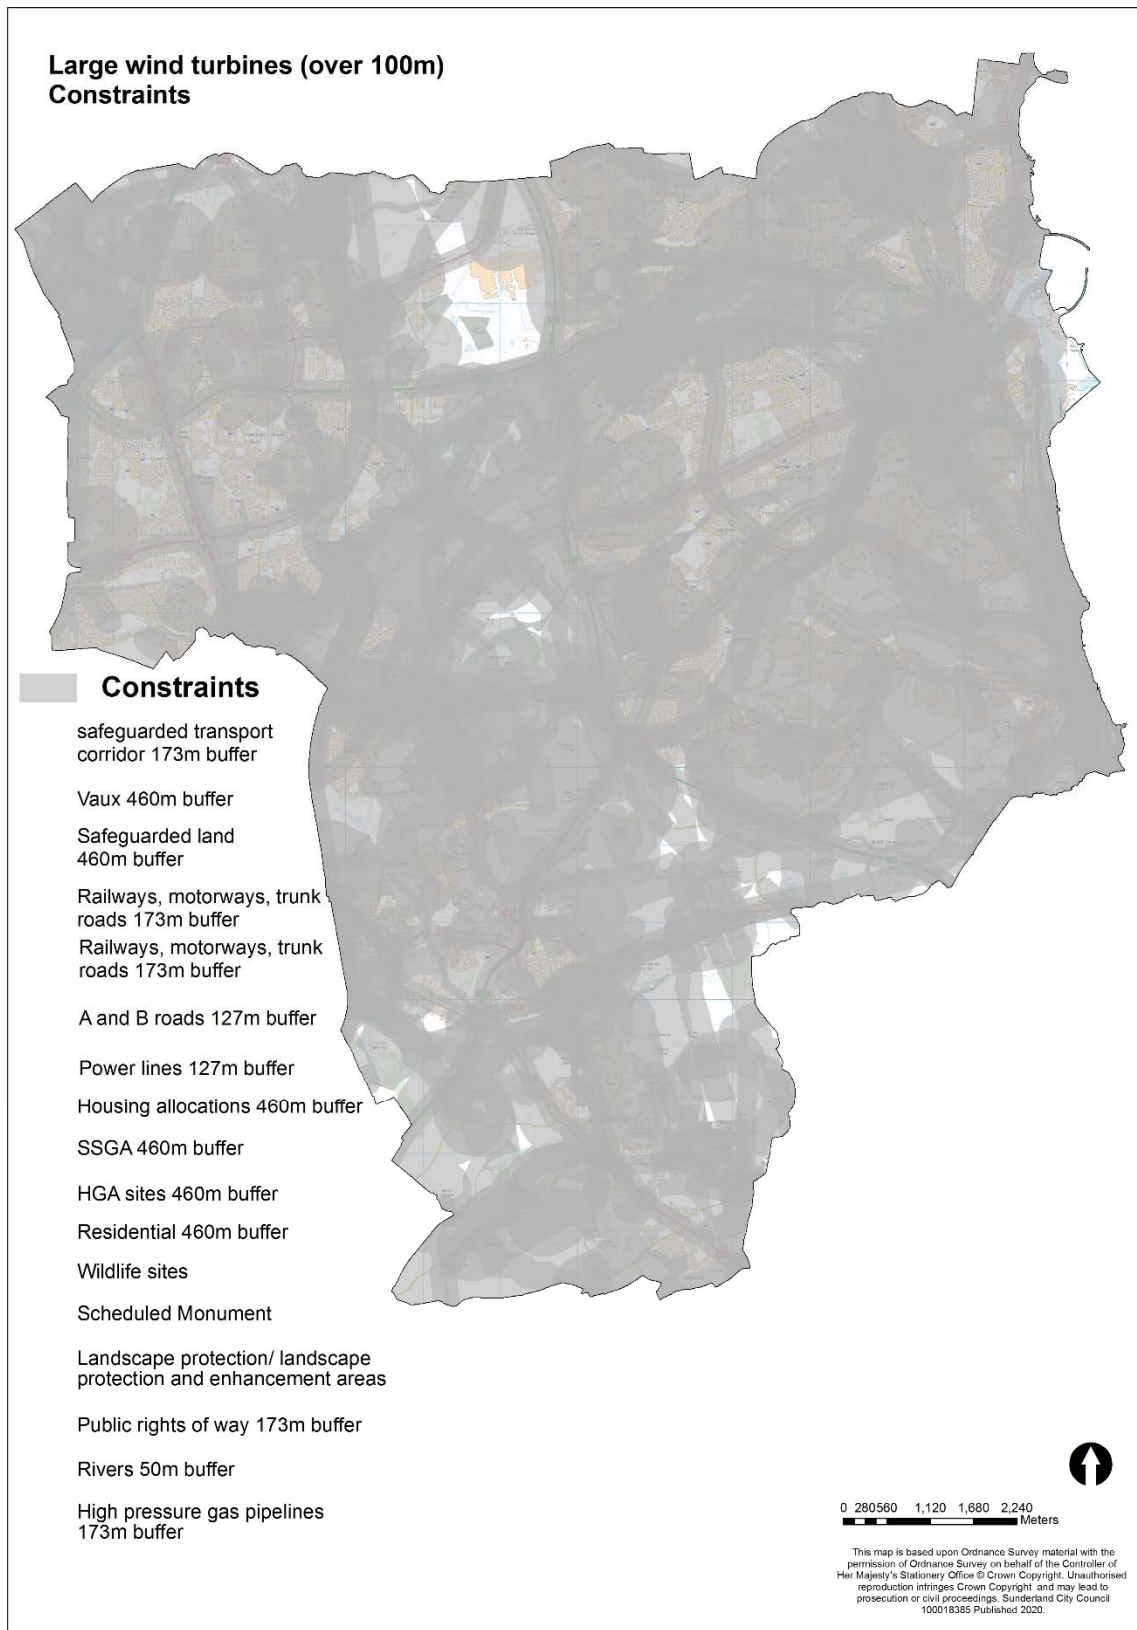 Large wind turbines (over 100m)
Constraints
Constraints
safeguarded transport
corridor 173m buffer
Vaux 460m buffer
Safeguarded land
460m buffer
Railways, motorways, trunk
roads 173m buffer
Railways, motorways, trunk
roads 173m buffer
A and B roads 127m buffer
Power lines 127m buffer
Housing allocations 460m buffer
SSGA 460m buffer
HGA sites 460m buffer
Residential 460m buffer
Wildlife sites
Scheduled Monument
Landscape protection/ landscape
protection and enhancement areas
Public rights of way 173m buffer
Rivers 50m buffer
High pressure gas pipelines
173m buffer
0 280560 1,120 1,680 2,240
Meters
This map is based upon Ordnance Survey material with the
permission of Ordnance Survey on behalf of the Controller of
Her Majesty's Stationery Office © Crown Copyright. Unauthorised
reproduction infringes Crown Copyright and may lead to
prosecution or civil proceedings. Sunderland City Council
100018385 Published 2020.